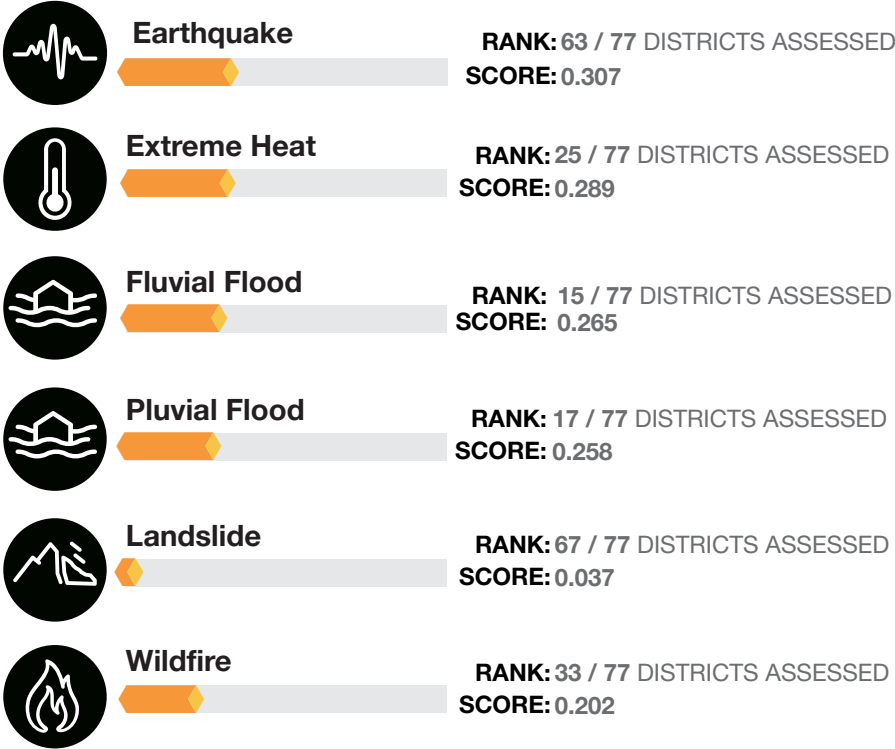 Earthquake
RANK: 63 / 77 DISTRICTS ASSESSED
SCORE: 0.307
Extreme Heat
RANK: 25 / 77 DISTRICTS ASSESSED
SCORE: 0.289
Fluvial Flood
RANK: 15 / 77 DISTRICTS ASSESSED
SCORE: 0.265
Pluvial Flood
RANK: 17 / 77 DISTRICTS ASSESSED
SCORE: 0.258
Landslide
RANK: 67 / 77 DISTRICTS ASSESSED
SCORE: 0.037
Wildfire
RANK: 33 / 77 DISTRICTS ASSESSED
SCORE: 0.202